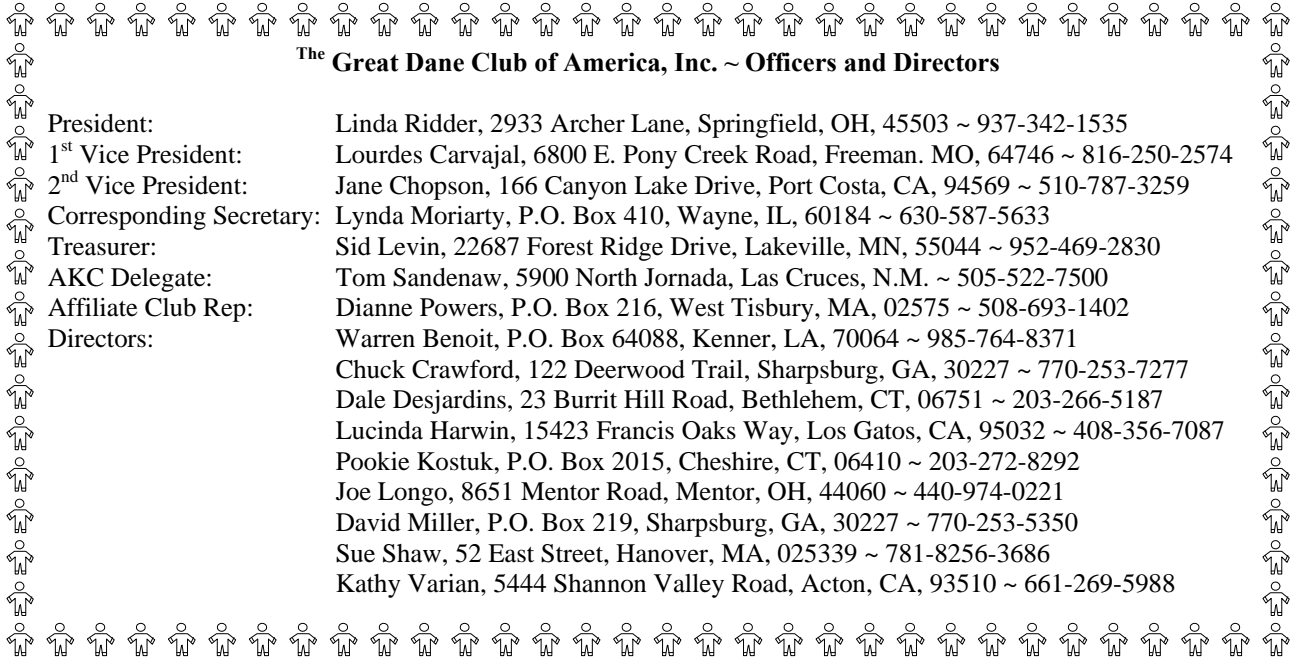 The Great Dane Club of America, Inc. ~ Officers and Directors
President: Linda Ridder, 2933 Archer Lane, Springfield, OH, 45503 ~ 937-342-1535
1st Vice President: Lourdes Carvajal, 6800 E. Pony Creek Road, Freeman. MO, 64746 ~ 816-250-2574
2nd Vice President: Jane Chopson, 166 Canyon Lake Drive, Port Costa, CA, 94569 ~ 510-787-3259
Corresponding Secretary: Lynda Moriarty, P.O. Box 410, Wayne, IL, 60184 ~ 630-587-5633
Treasurer: Sid Levin, 22687 Forest Ridge Drive, Lakeville, MN, 55044 ~ 952-469-2830
AKC Delegate: Tom Sandenaw, 5900 North Jornada, Las Cruces, N.M. ~ 505-522-7500
Affiliate Club Rep: Dianne Powers, P.O. Box 216, West Tisbury, MA, 02575 ~ 508-693-1402
Directors: Warren Benoit, P.O. Box 64088, Kenner, LA, 70064 ~ 985-764-8371
Chuck Crawford, 122 Deerwood Trail, Sharpsburg, GA, 30227 ~ 770-253-7277
Dale Desjardins, 23 Burrit Hill Road, Bethlehem, CT, 06751 ~ 203-266-5187
Lucinda Harwin, 15423 Francis Oaks Way, Los Gatos, CA, 95032 ~ 408-356-7087
Pookie Kostuk, P.O. Box 2015, Cheshire, CT, 06410 ~ 203-272-8292
Joe Longo, 8651 Mentor Road, Mentor, OH, 44060 ~ 440-974-0221
David Miller, P.O. Box 219, Sharpsburg, GA, 30227 ~ 770-253-5350
Sue Shaw, 52 East Street, Hanover, MA, 025339 ~ 781-8256-3686
Kathy Varian, 5444 Shannon Valley Road, Acton, CA, 93510 ~ 661-269-5988